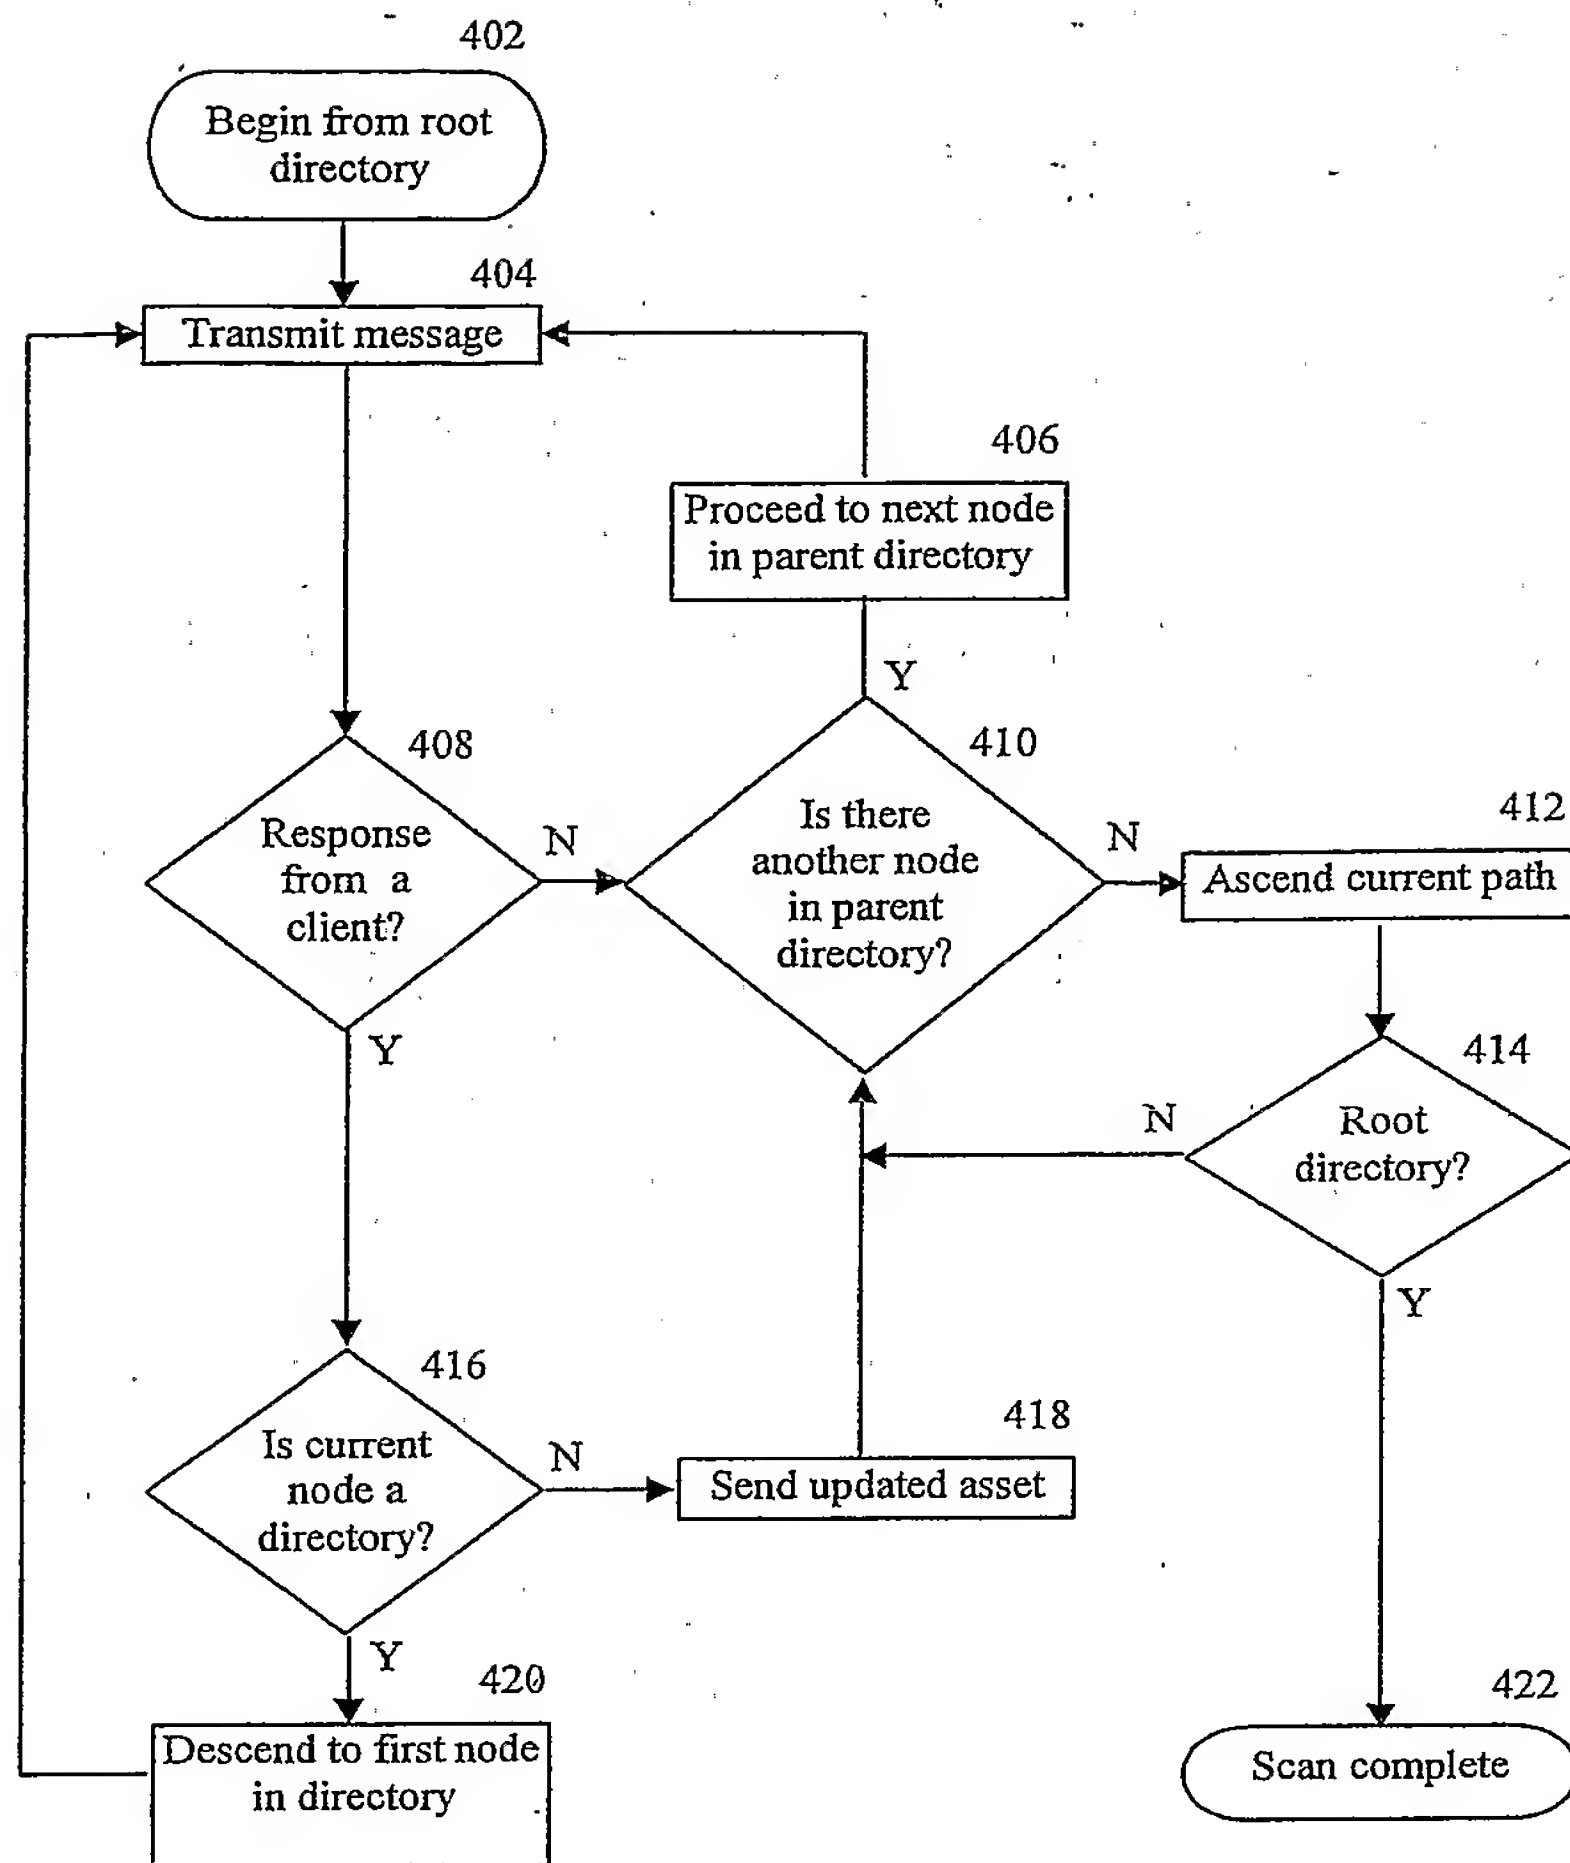 402
Begin from root
directory
404
Transmit message
406
Proceed to next node
in parent directory
Y
408
Response
from a
client?
N
Y
410
Is there
another node
in parent
directory?
N
412
Ascend current path
414
Root
directory?
N
Y
416
Is current
node a
directory?
N
Y
418
Send updated asset
420
Descend to first node
in directory
422
Scan complete